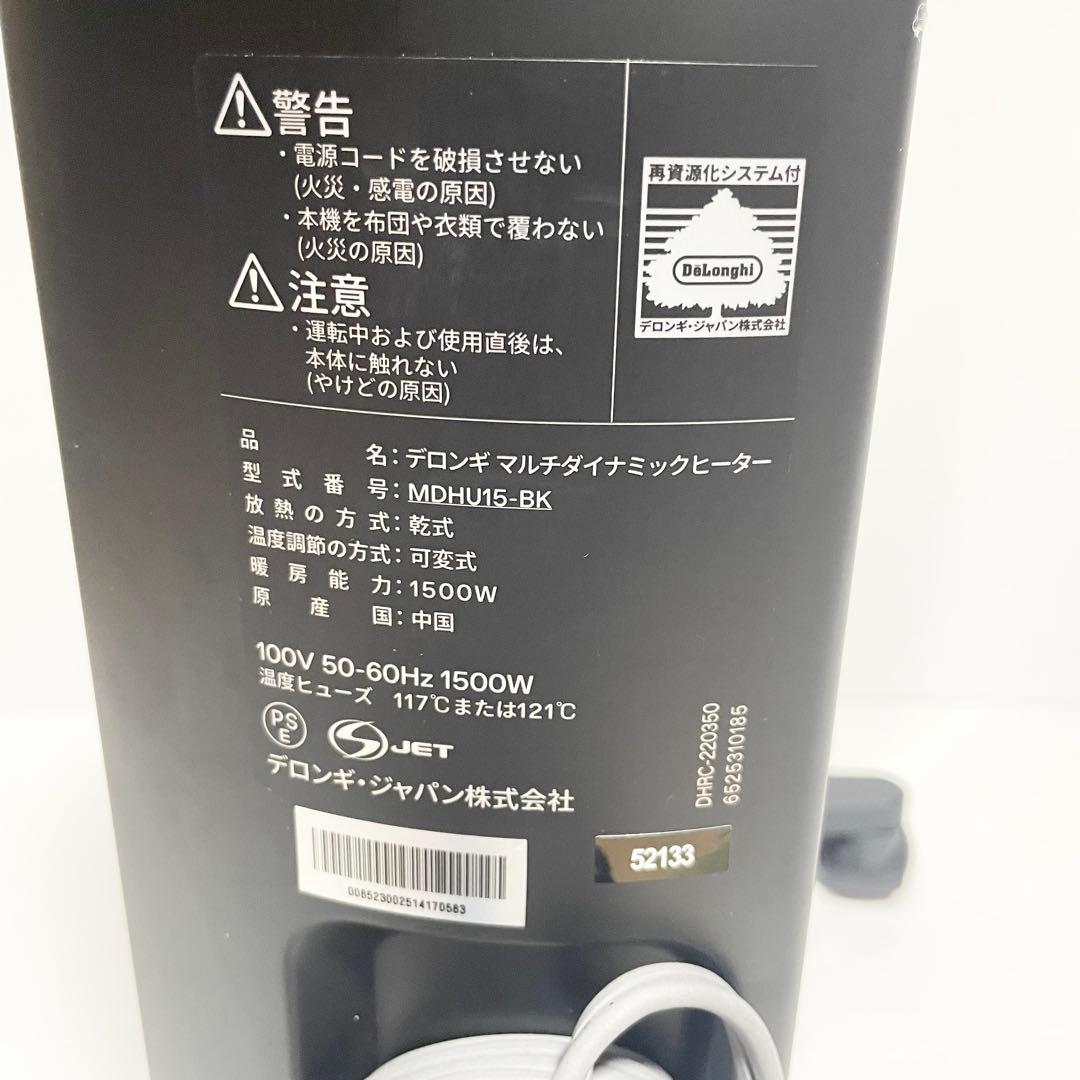 警告
・電源コードを破損させない
(火災・感電の原因)
・本機を布団や衣類で覆わない
(火災の原因)
注意
・運転中および使用直後は、
本体に触れない
(やけどの原因)
再資源化システム付
DeLonghi
デロンギ・ジャパン株式会社
品名：デロンギ マルチダイナミックヒーター
型式番号：MDHU15-BK
放熱の方式：乾式
温度調節の方式：可変式
暖房能力：1500W
原産国：中国
100V 50-60Hz 1500W
温度ヒューズ 117℃または121℃
PSE
JET
デロンギ・ジャパン株式会社
DHRC-220350
6525310185
008523002514170583
52133